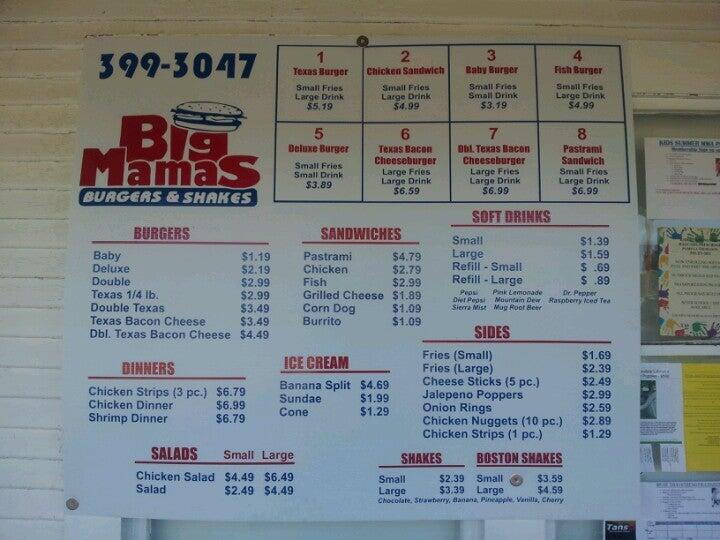 399-3047
Big
Mamas
BURGERS & SHAKES
1
Texas Burger
Small Fries
Large Drink
$5.19
2
Chicken Sandwich
Small Fries
Large Drink
$4.99
3
Baby Burger
Small Fries
Small Drink
$3.19
4
Fish Burger
Small Fries
Large Drink
$4.99
5
Deluxe Burger
Small Fries
Small Drink
$3.89
6
Texas Bacon
Cheeseburger
Large Fries
Large Drink
$6.59
7
Dbl. Texas Bacon
Cheeseburger
Large Fries
Large Drink
$6.99
8
Pastrami
Sandwich
Small Fries
Large Drink
$6.99
BURGERS
Baby $1.19
Deluxe $2.19
Double $2.99
Texas 1/4 lb. $2.99
Double Texas $3.49
Texas Bacon Cheese $3.49
Dbl. Texas Bacon Cheese $4.49
SANDWICHES
Pastrami $4.79
Chicken $2.79
Fish $2.99
Grilled Cheese $1.89
Corn Dog $1.09
Burrito $1.09
SOFT DRINKS
Small $1.39
Large $1.59
Refill - Small $ .69
Refill - Large $ .89
Pepsi Pink Lemonade Dr. Pepper
Diet Pepsi Mountain Dew Raspberry Iced Tea
Sierra Mist Mug Root Beer
DINNERS
Chicken Strips (3 pc.) $6.79
Chicken Dinner $6.99
Shrimp Dinner $6.79
ICE CREAM
Banana Split $4.69
Sundae $1.99
Cone $1.29
SIDES
Fries (Small) $1.69
Fries (Large) $2.39
Cheese Sticks (5 pc.) $2.49
Jalepeno Poppers $2.99
Onion Rings $2.59
Chicken Nuggets (10 pc.) $2.89
Chicken Strips (1 pc.) $1.29
SALADS Small Large
Chicken Salad $4.49 $6.49
Salad $2.49 $4.49
SHAKES
Small $2.39
Large $3.39
BOSTON SHAKES
Small $3.59
Large $4.59
Chocolate, Strawberry, Banana, Pineapple, Vanilla, Cherry
KIDS SUMMER MMA
Tans